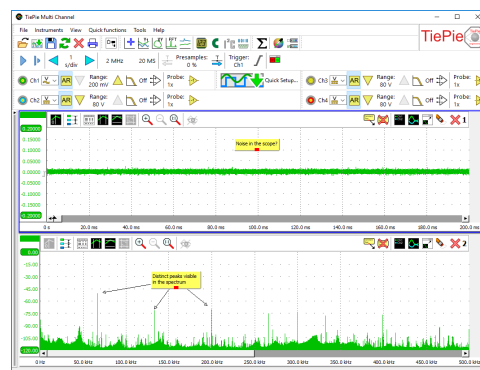 TiePie Multi Channel
File Instruments View Quick functions Tools Help
TiePie
1 s/div
2 MHz
20 MS
Presamples: 0 %
Trigger: Ch1
Ch1 AR Range: 200 mV Off Probe: 1x
Quick Setup...
Ch3 AR Range: 80 V Off Probe: 1x
Ch2 AR Range: 80 V Off Probe: 1x
Ch4 AR Range: 80 V Off Probe: 1x
1
0.20000
0.15000
0.10000
0.05000
0.00000
-0.05000
-0.10000
-0.15000
-0.20000
Noise in the scope?
0 s 20.0 ms 40.0 ms 60.0 ms 80.0 ms 100.0 ms 120.0 ms 140.0 ms 160.0 ms 180.0 ms 200.0 ms
2
0.00
-15.00
-30.00
-45.00
-60.00
-75.00
-90.00
-105.00
-120.00
Distinct peaks visible
in the spectrum
0 Hz 50.0 kHz 100.0 kHz 150.0 kHz 200.0 kHz 250.0 kHz 300.0 kHz 350.0 kHz 400.0 kHz 450.0 kHz 500.0 kHz